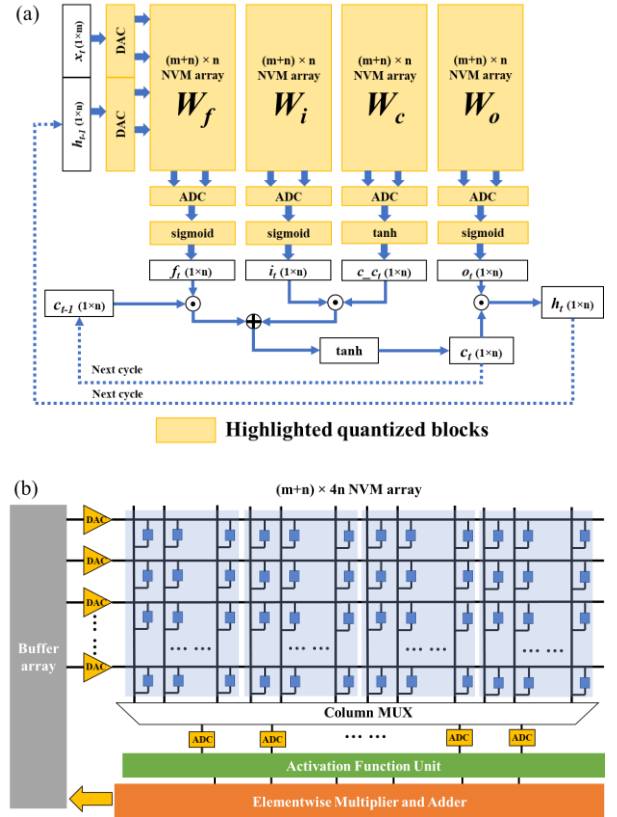 (a)
x_t (1×m)
DAC
h_{t-1} (1×n)
DAC
(m+n) × n
NVM array
W_f
(m+n) × n
NVM array
W_i
(m+n) × n
NVM array
W_c
(m+n) × n
NVM array
W_o
ADC
ADC
ADC
ADC
sigmoid
sigmoid
tanh
sigmoid
f_t (1×n)
i_t (1×n)
c_c_t (1×n)
o_t (1×n)
c_{t-1} (1×n)
h_t (1×n)
tanh
c_t (1×n)
Next cycle
Next cycle
Highlighted quantized blocks
(b)
(m+n) × 4n NVM array
Buffer
array
DAC
DAC
DAC
DAC
Column MUX
ADC
ADC
ADC
ADC
Activation Function Unit
Elementwise Multiplier and Adder